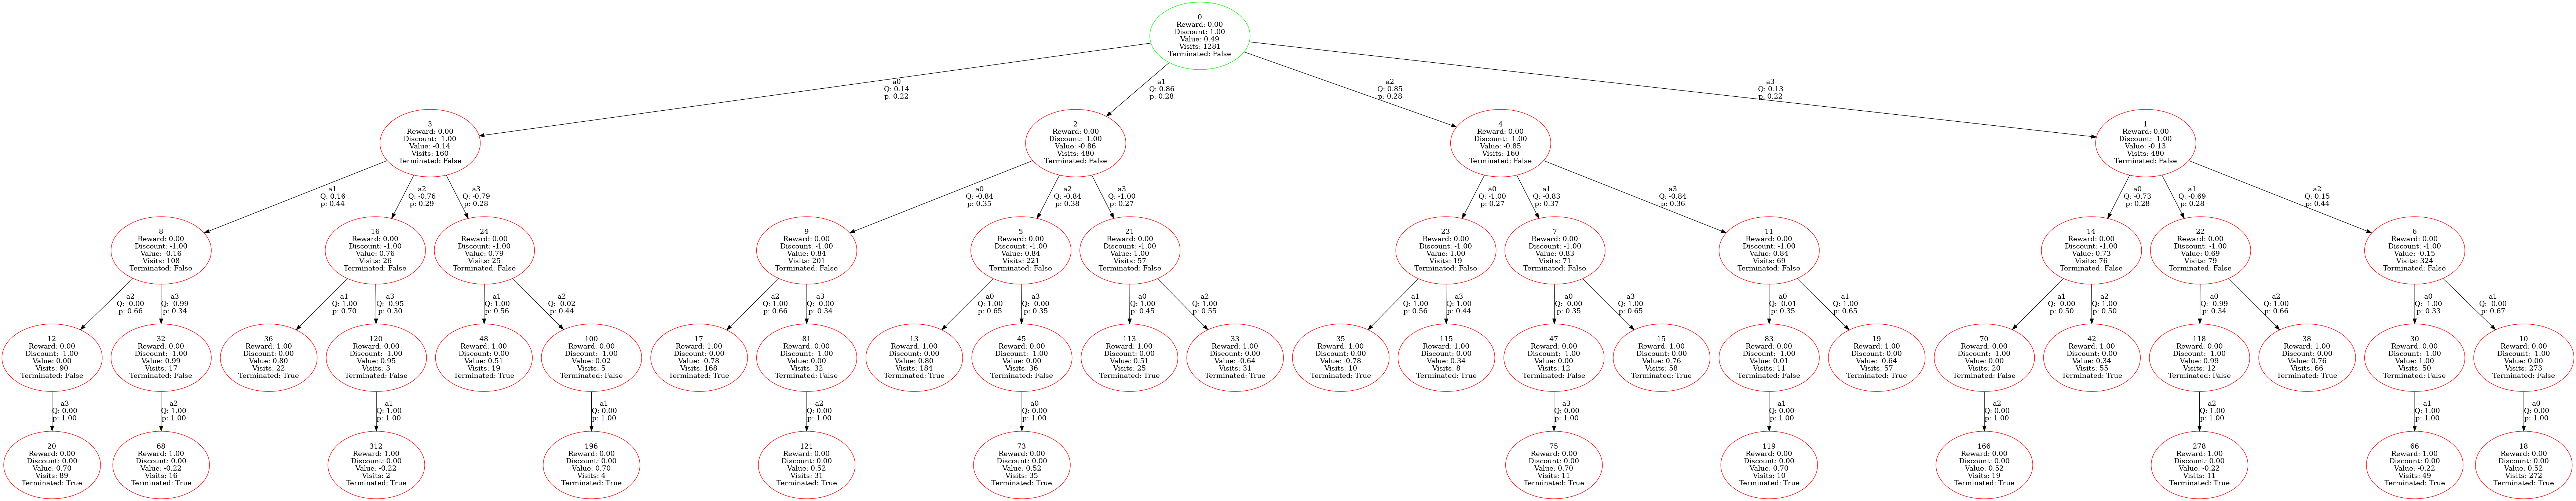 0
Reward: 0.00
Discount: 1.00
Value: 0.49
Visits: 1281
Terminated: False
a0
Q: 0.14
p: 0.22
a1
Q: 0.86
p: 0.28
a2
Q: 0.85
p: 0.28
a3
Q: 0.13
p: 0.22
3
Reward: 0.00
Discount: -1.00
Value: -0.14
Visits: 160
Terminated: False
2
Reward: 0.00
Discount: -1.00
Value: -0.86
Visits: 480
Terminated: False
4
Reward: 0.00
Discount: -1.00
Value: -0.85
Visits: 160
Terminated: False
1
Reward: 0.00
Discount: -1.00
Value: -0.13
Visits: 480
Terminated: False
a1
Q: 0.16
p: 0.44
a2
Q: -0.76
p: 0.29
a3
Q: -0.79
p: 0.28
a0
Q: -0.84
p: 0.35
a2
Q: -0.84
p: 0.38
a3
Q: -1.00
p: 0.27
a0
Q: -1.00
p: 0.27
a1
Q: -0.83
p: 0.37
a3
Q: -0.84
p: 0.36
a0
Q: -0.73
p: 0.28
a1
Q: -0.69
p: 0.28
a2
Q: 0.15
p: 0.44
8
Reward: 0.00
Discount: -1.00
Value: -0.16
Visits: 108
Terminated: False
16
Reward: 0.00
Discount: -1.00
Value: 0.76
Visits: 26
Terminated: False
24
Reward: 0.00
Discount: -1.00
Value: 0.79
Visits: 25
Terminated: False
9
Reward: 0.00
Discount: -1.00
Value: 0.84
Visits: 201
Terminated: False
5
Reward: 0.00
Discount: -1.00
Value: 0.84
Visits: 221
Terminated: False
21
Reward: 0.00
Discount: -1.00
Value: 1.00
Visits: 57
Terminated: False
23
Reward: 0.00
Discount: -1.00
Value: 1.00
Visits: 19
Terminated: False
7
Reward: 0.00
Discount: -1.00
Value: 0.83
Visits: 71
Terminated: False
11
Reward: 0.00
Discount: -1.00
Value: 0.84
Visits: 69
Terminated: False
14
Reward: 0.00
Discount: -1.00
Value: 0.73
Visits: 76
Terminated: False
22
Reward: 0.00
Discount: -1.00
Value: 0.69
Visits: 79
Terminated: False
6
Reward: 0.00
Discount: -1.00
Value: -0.15
Visits: 324
Terminated: False
a2
Q: -0.00
p: 0.66
a3
Q: -0.99
p: 0.34
a1
Q: 1.00
p: 0.70
a3
Q: -0.95
p: 0.30
a1
Q: 1.00
p: 0.56
a2
Q: -0.02
p: 0.44
a2
Q: 1.00
p: 0.66
a3
Q: -0.00
p: 0.34
a0
Q: 1.00
p: 0.65
a3
Q: -0.00
p: 0.35
a0
Q: 1.00
p: 0.45
a2
Q: 1.00
p: 0.55
a1
Q: 1.00
p: 0.56
a3
Q: 1.00
p: 0.44
a0
Q: -0.00
p: 0.35
a3
Q: 1.00
p: 0.65
a0
Q: -0.01
p: 0.35
a1
Q: 1.00
p: 0.65
a1
Q: -0.00
p: 0.50
a2
Q: 1.00
p: 0.50
a0
Q: -0.99
p: 0.34
a2
Q: 1.00
p: 0.66
a0
Q: -1.00
p: 0.33
a1
Q: -0.00
p: 0.67
12
Reward: 0.00
Discount: -1.00
Value: 0.00
Visits: 90
Terminated: False
32
Reward: 0.00
Discount: -1.00
Value: 0.99
Visits: 17
Terminated: False
36
Reward: 1.00
Discount: 0.00
Value: 0.80
Visits: 22
Terminated: True
120
Reward: 0.00
Discount: -1.00
Value: 0.95
Visits: 3
Terminated: False
48
Reward: 1.00
Discount: 0.00
Value: 0.51
Visits: 19
Terminated: True
100
Reward: 0.00
Discount: -1.00
Value: 0.02
Visits: 5
Terminated: False
17
Reward: 1.00
Discount: 0.00
Value: -0.78
Visits: 168
Terminated: True
81
Reward: 0.00
Discount: -1.00
Value: 0.00
Visits: 32
Terminated: False
13
Reward: 1.00
Discount: 0.00
Value: 0.80
Visits: 184
Terminated: True
45
Reward: 0.00
Discount: -1.00
Value: 0.00
Visits: 36
Terminated: False
113
Reward: 1.00
Discount: 0.00
Value: 0.51
Visits: 25
Terminated: True
33
Reward: 1.00
Discount: 0.00
Value: -0.64
Visits: 31
Terminated: True
35
Reward: 1.00
Discount: 0.00
Value: -0.78
Visits: 10
Terminated: True
115
Reward: 1.00
Discount: 0.00
Value: 0.34
Visits: 8
Terminated: True
47
Reward: 0.00
Discount: -1.00
Value: 0.00
Visits: 12
Terminated: False
15
Reward: 1.00
Discount: 0.00
Value: 0.76
Visits: 58
Terminated: True
83
Reward: 0.00
Discount: -1.00
Value: 0.01
Visits: 11
Terminated: False
19
Reward: 1.00
Discount: 0.00
Value: -0.64
Visits: 57
Terminated: True
70
Reward: 0.00
Discount: -1.00
Value: 0.00
Visits: 20
Terminated: False
42
Reward: 1.00
Discount: 0.00
Value: 0.34
Visits: 55
Terminated: True
118
Reward: 0.00
Discount: -1.00
Value: 0.99
Visits: 12
Terminated: False
38
Reward: 1.00
Discount: 0.00
Value: 0.76
Visits: 66
Terminated: True
30
Reward: 0.00
Discount: -1.00
Value: 1.00
Visits: 50
Terminated: False
10
Reward: 0.00
Discount: -1.00
Value: 0.00
Visits: 273
Terminated: False
a3
Q: 0.00
p: 1.00
a2
Q: 1.00
p: 1.00
a1
Q: 1.00
p: 1.00
a1
Q: 0.00
p: 1.00
a2
Q: 0.00
p: 1.00
a0
Q: 0.00
p: 1.00
a3
Q: 0.00
p: 1.00
a1
Q: 0.00
p: 1.00
a2
Q: 0.00
p: 1.00
a2
Q: 1.00
p: 1.00
a1
Q: 1.00
p: 1.00
a0
Q: 0.00
p: 1.00
20
Reward: 0.00
Discount: 0.00
Value: 0.70
Visits: 89
Terminated: True
68
Reward: 1.00
Discount: 0.00
Value: -0.22
Visits: 16
Terminated: True
312
Reward: 1.00
Discount: 0.00
Value: -0.22
Visits: 2
Terminated: True
196
Reward: 0.00
Discount: 0.00
Value: 0.70
Visits: 4
Terminated: True
121
Reward: 0.00
Discount: 0.00
Value: 0.52
Visits: 31
Terminated: True
73
Reward: 0.00
Discount: 0.00
Value: 0.52
Visits: 35
Terminated: True
75
Reward: 0.00
Discount: 0.00
Value: 0.70
Visits: 11
Terminated: True
119
Reward: 0.00
Discount: 0.00
Value: 0.70
Visits: 10
Terminated: True
166
Reward: 0.00
Discount: 0.00
Value: 0.52
Visits: 19
Terminated: True
278
Reward: 1.00
Discount: 0.00
Value: -0.22
Visits: 11
Terminated: True
66
Reward: 1.00
Discount: 0.00
Value: -0.22
Visits: 49
Terminated: True
18
Reward: 0.00
Discount: 0.00
Value: 0.52
Visits: 272
Terminated: True